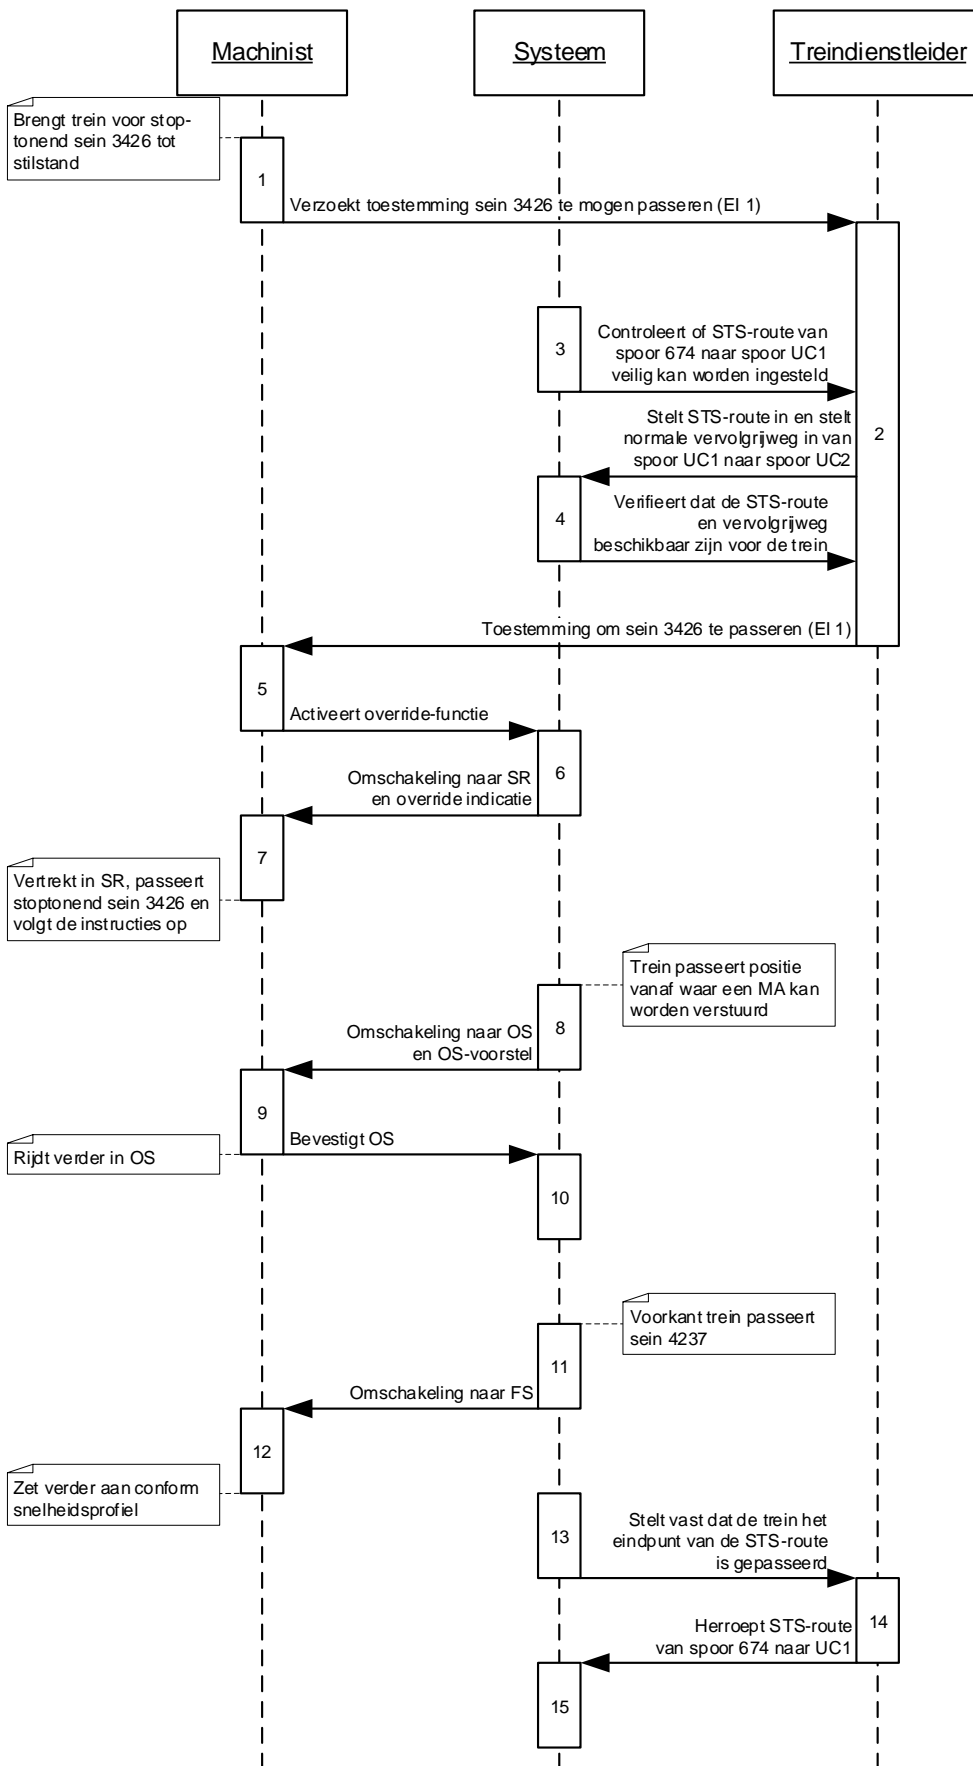 Machinist
Systeem
Treindienstleider
Brengt trein voor stop-
tonend sein 3426 tot
stilstand
1
Verzoekt toestemming sein 3426 te mogen passeren (EI 1)
3
Controleert of STS-route van
spoor 674 naar spoor UC1
veilig kan worden ingesteld
2
Stelt STS-route in en stelt
normale vervolgrijweg in van
spoor UC1 naar spoor UC2
4
Verifieert dat de STS-route
en vervolgrijweg
beschikbaar zijn voor de trein
Toestemming om sein 3426 te passeren (EI 1)
5
Activeert override-functie
6
Omschakeling naar SR
en override indicatie
7
Vertrekt in SR, passeert
stoptonend sein 3426 en
volgt de instructies op
Trein passeert positie
vanaf waar een MA kan
worden verstuurd
8
Omschakeling naar OS
en OS-voorstel
9
Bevestigt OS
Rijdt verder in OS
10
Voorkant trein passeert
sein 4237
11
Omschakeling naar FS
12
Zet verder aan conform
snelheidsprofiel
13
Stelt vast dat de trein het
eindpunt van de STS-route
is gepasseerd
14
Herroept STS-route
van spoor 674 naar UC1
15